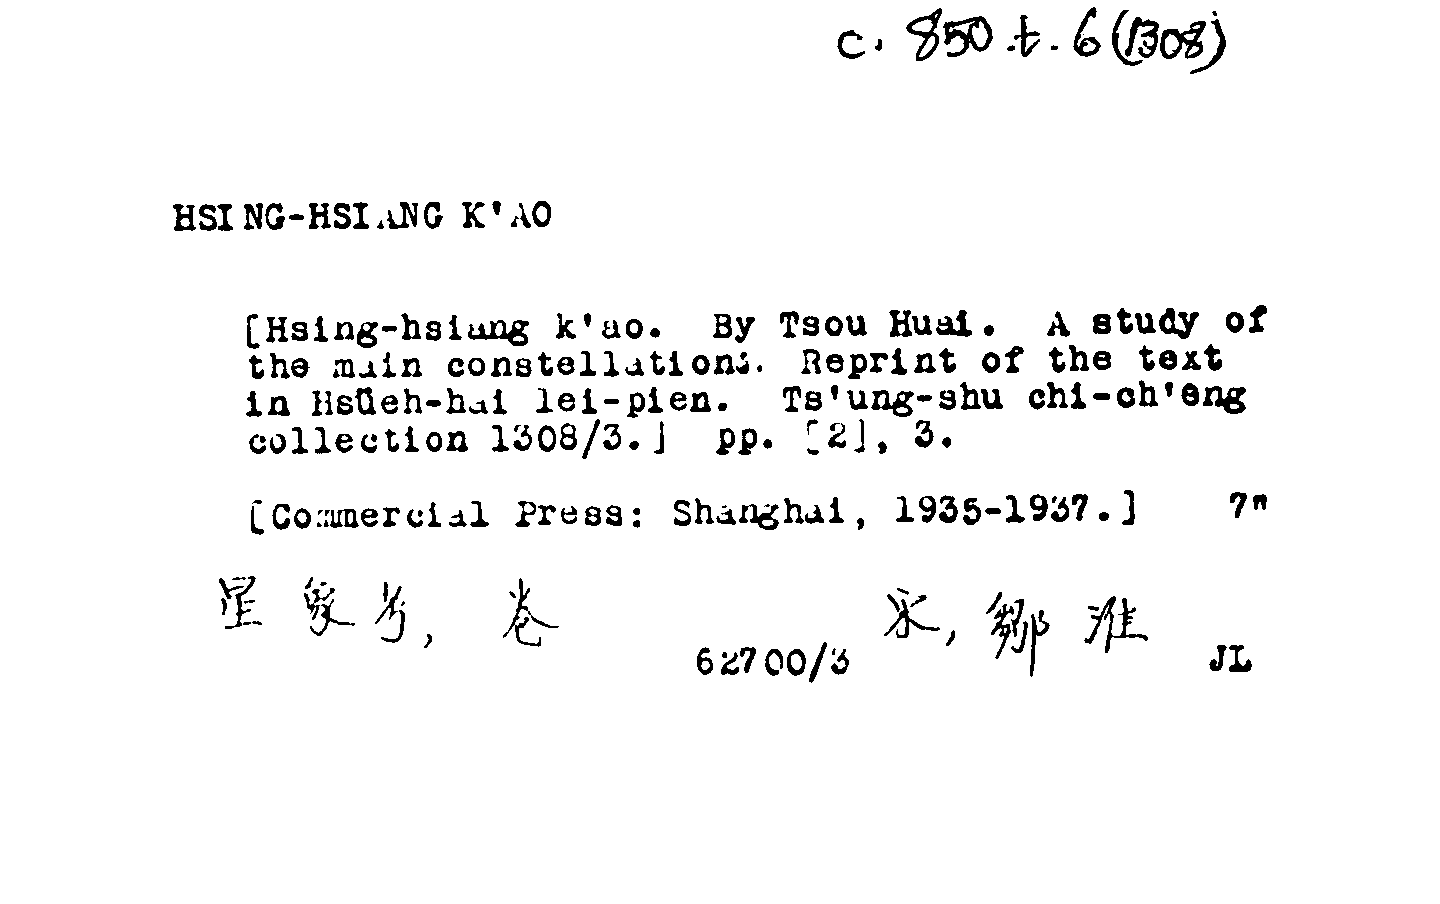 c. 850.t.6(1308)
HSING-HSIANG K'AO
[Hsing-hsiang k'ao.  By Tsou Huai.  A study of
the main constellations. Reprint of the text
in Hsüeh-hai lei-pien.  Ts'ung-shu chi-ch'eng
collection 1308/3.]  pp. [2], 3.
[Commercial Press: Shanghai, 1935-1937.]  7"
星象考, 卷 宋, 鄒淮
62700/3 JL